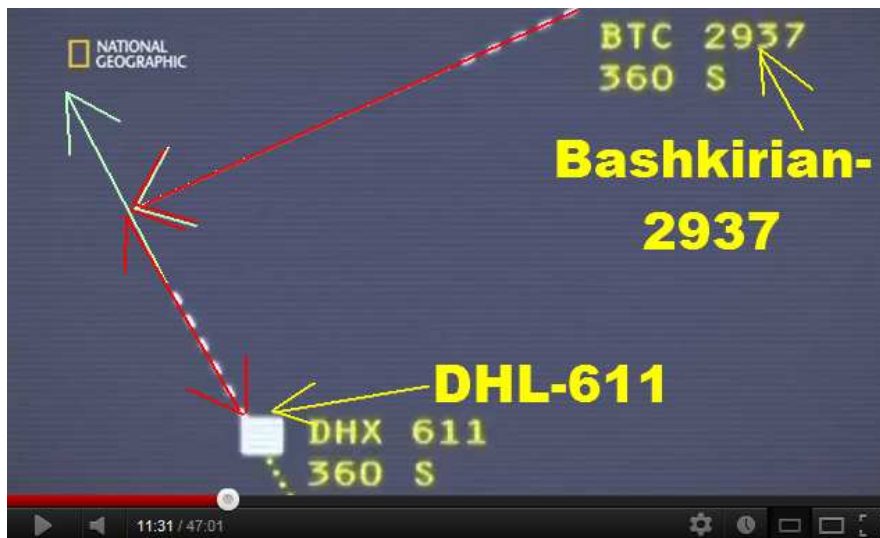 NATIONAL
GEOGRAPHIC
BTC 2937
360 S
Bashkirian-
2937
DHL-611
DHX 611
360 S
11:31 / 47:01